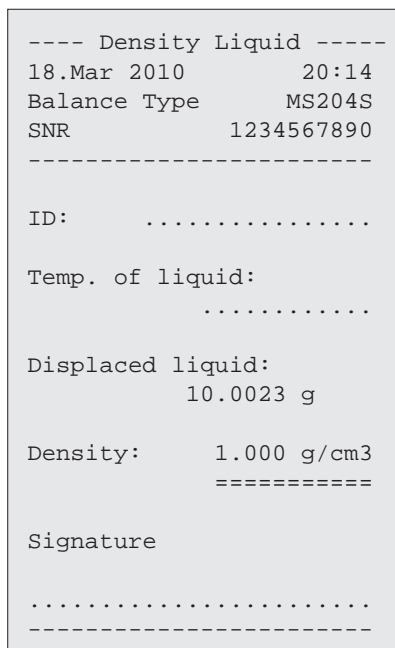 ---- Density Liquid -----
18.Mar 2010        20:14
Balance Type      MS204S
SNR           1234567890
------------------------
ID:     ................
Temp. of liquid:
            ............
Displaced liquid:
           10.0023 g
Density:     1.000 g/cm3
             ===========
Signature
........................
------------------------